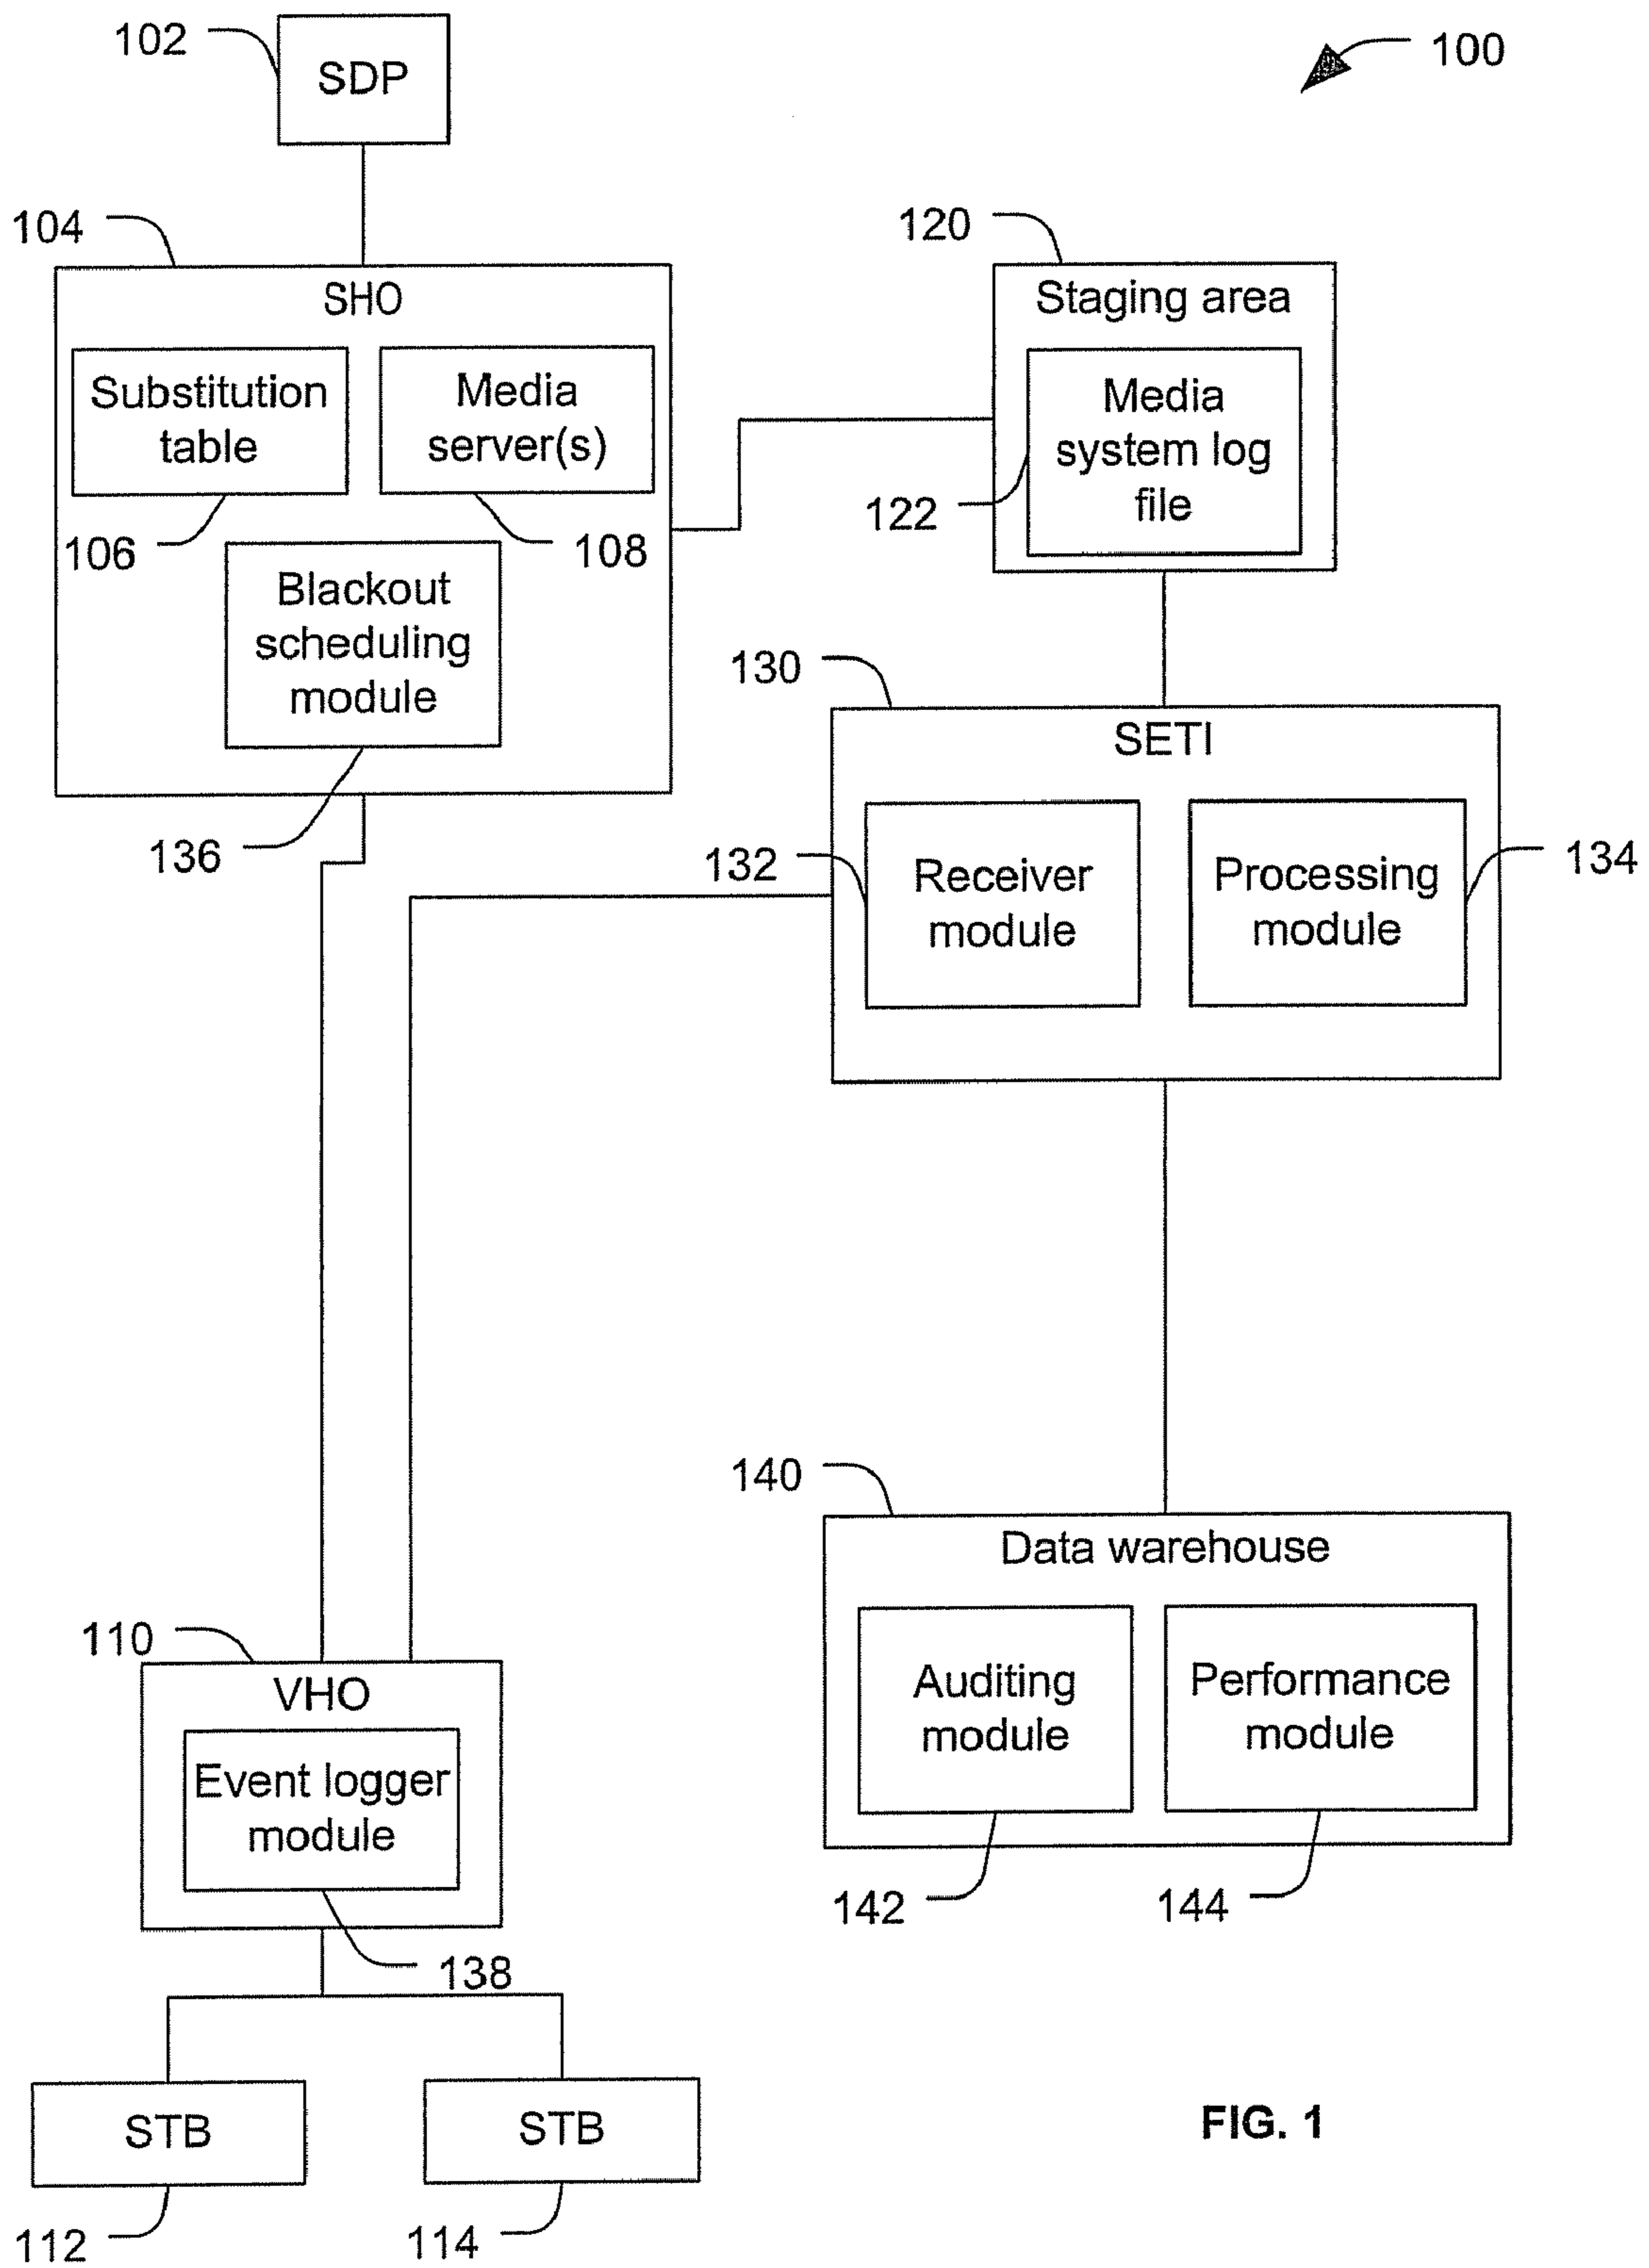 102
SDP
100
104
SHO
Substitution
table
Media
server(s)
106
108
Blackout
scheduling
module
136
120
Staging area
Media
system log
file
122
130
SETI
132
Receiver
module
Processing
module
134
140
Data warehouse
Auditing
module
Performance
module
142
144
110
VHO
Event logger
module
138
STB
STB
112
114
FIG. 1